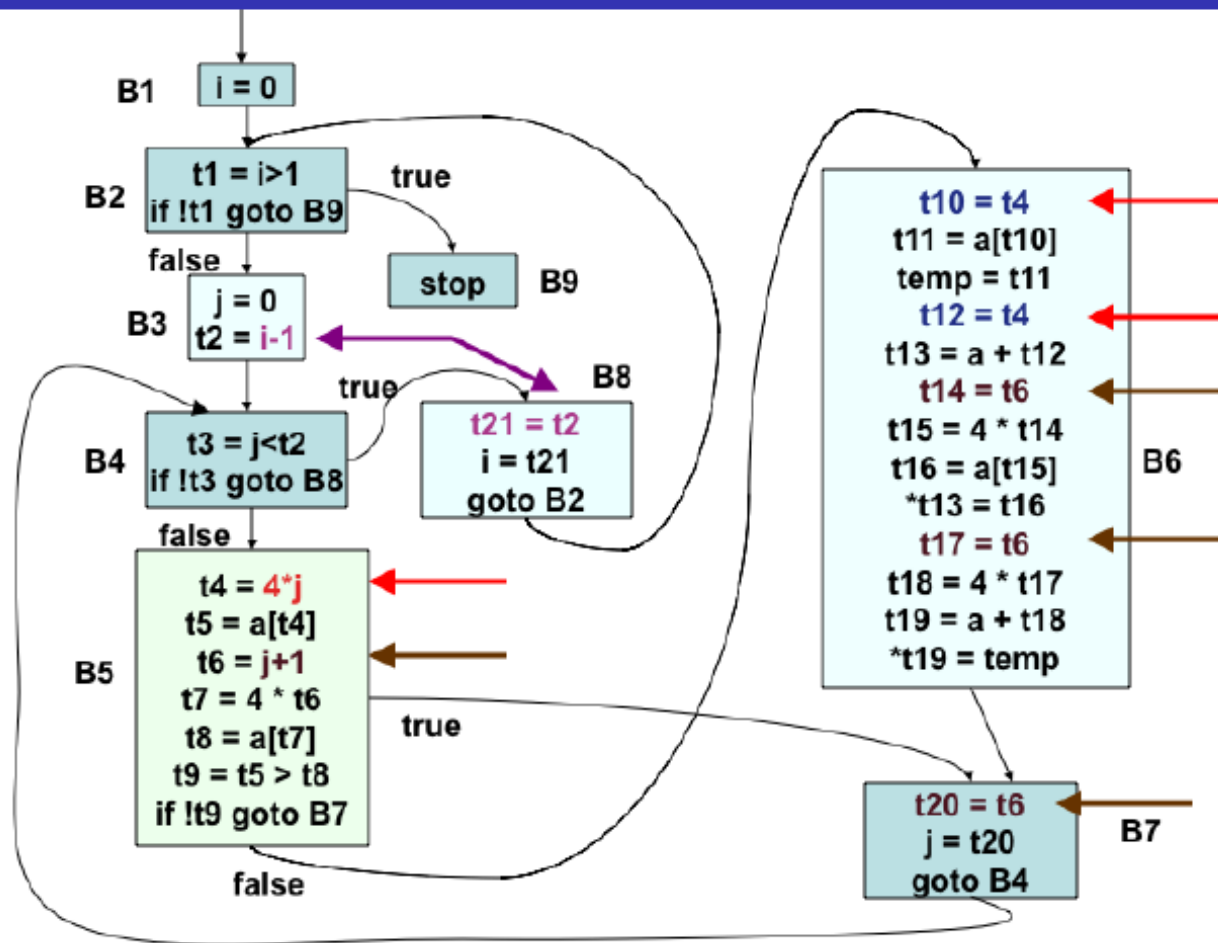 B1
i = 0
B2
t1 = i>1
if !t1 goto B9
true
false
stop
B9
B3
j = 0
t2 = i-1
true
B8
t21 = t2
i = t21
goto B2
B4
t3 = j<t2
if !t3 goto B8
false
B5
t4 = 4*j
t5 = a[t4]
t6 = j+1
t7 = 4 * t6
t8 = a[t7]
t9 = t5 > t8
if !t9 goto B7
true
false
t10 = t4
t11 = a[t10]
temp = t11
t12 = t4
t13 = a + t12
t14 = t6
t15 = 4 * t14
t16 = a[t15]
*t13 = t16
t17 = t6
t18 = 4 * t17
t19 = a + t18
*t19 = temp
B6
t20 = t6
j = t20
goto B4
B7